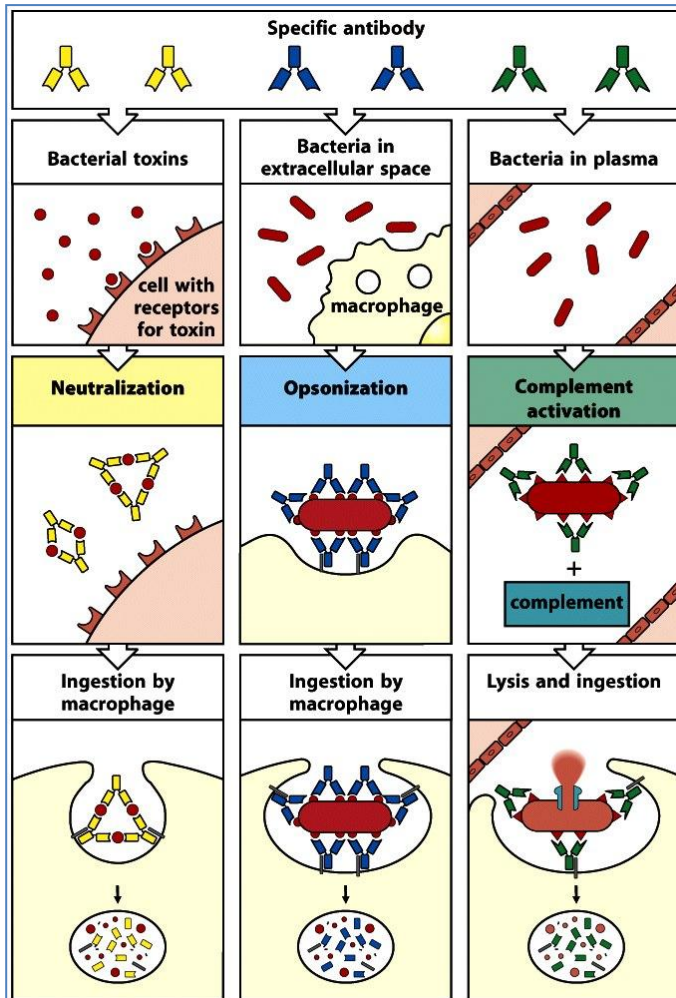 Specific antibody
Bacterial toxins
Bacteria in
extracellular space
Bacteria in plasma
cell with
receptors
for toxin
macrophage
Neutralization
Opsonization
Complement
activation
+
complement
Ingestion by
macrophage
Ingestion by
macrophage
Lysis and ingestion